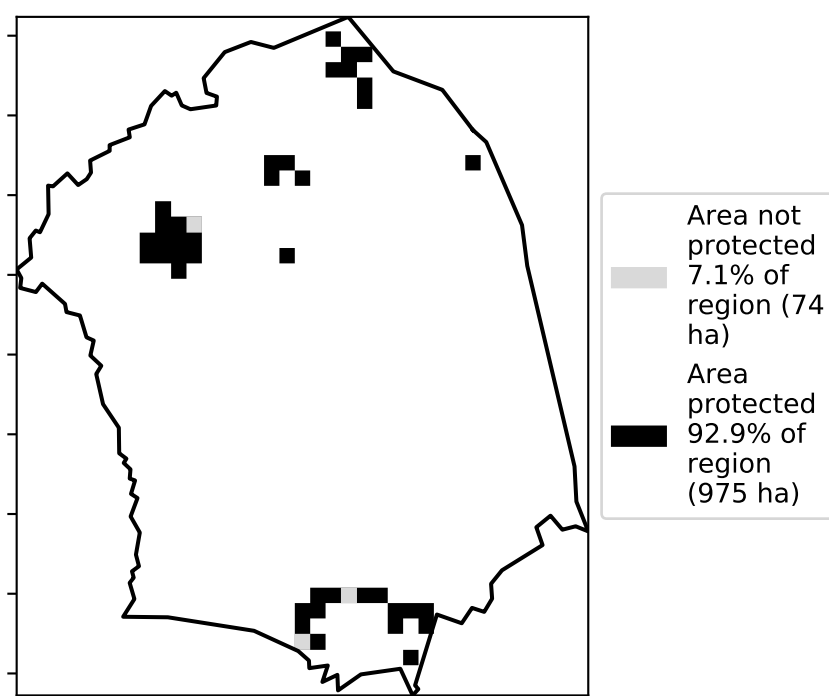 Area not
protected
7.1% of
region (74
ha)
Area
protected
92.9% of
region
(975 ha)